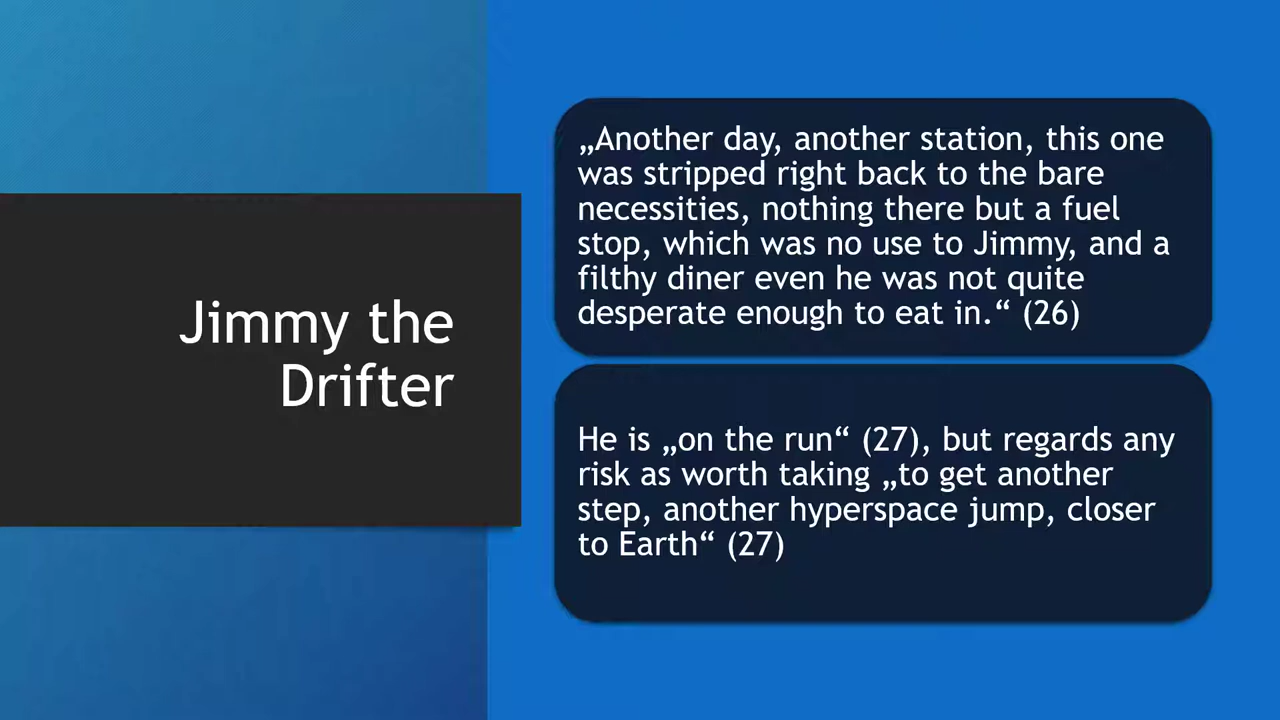 Jimmy the
Drifter
„Another day, another station, this one
was stripped right back to the bare
necessities, nothing there but a fuel
stop, which was no use to Jimmy, and a
filthy diner even he was not quite
desperate enough to eat in.“ (26)
He is „on the run“ (27), but regards any
risk as worth taking „to get another
step, another hyperspace jump, closer
to Earth“ (27)